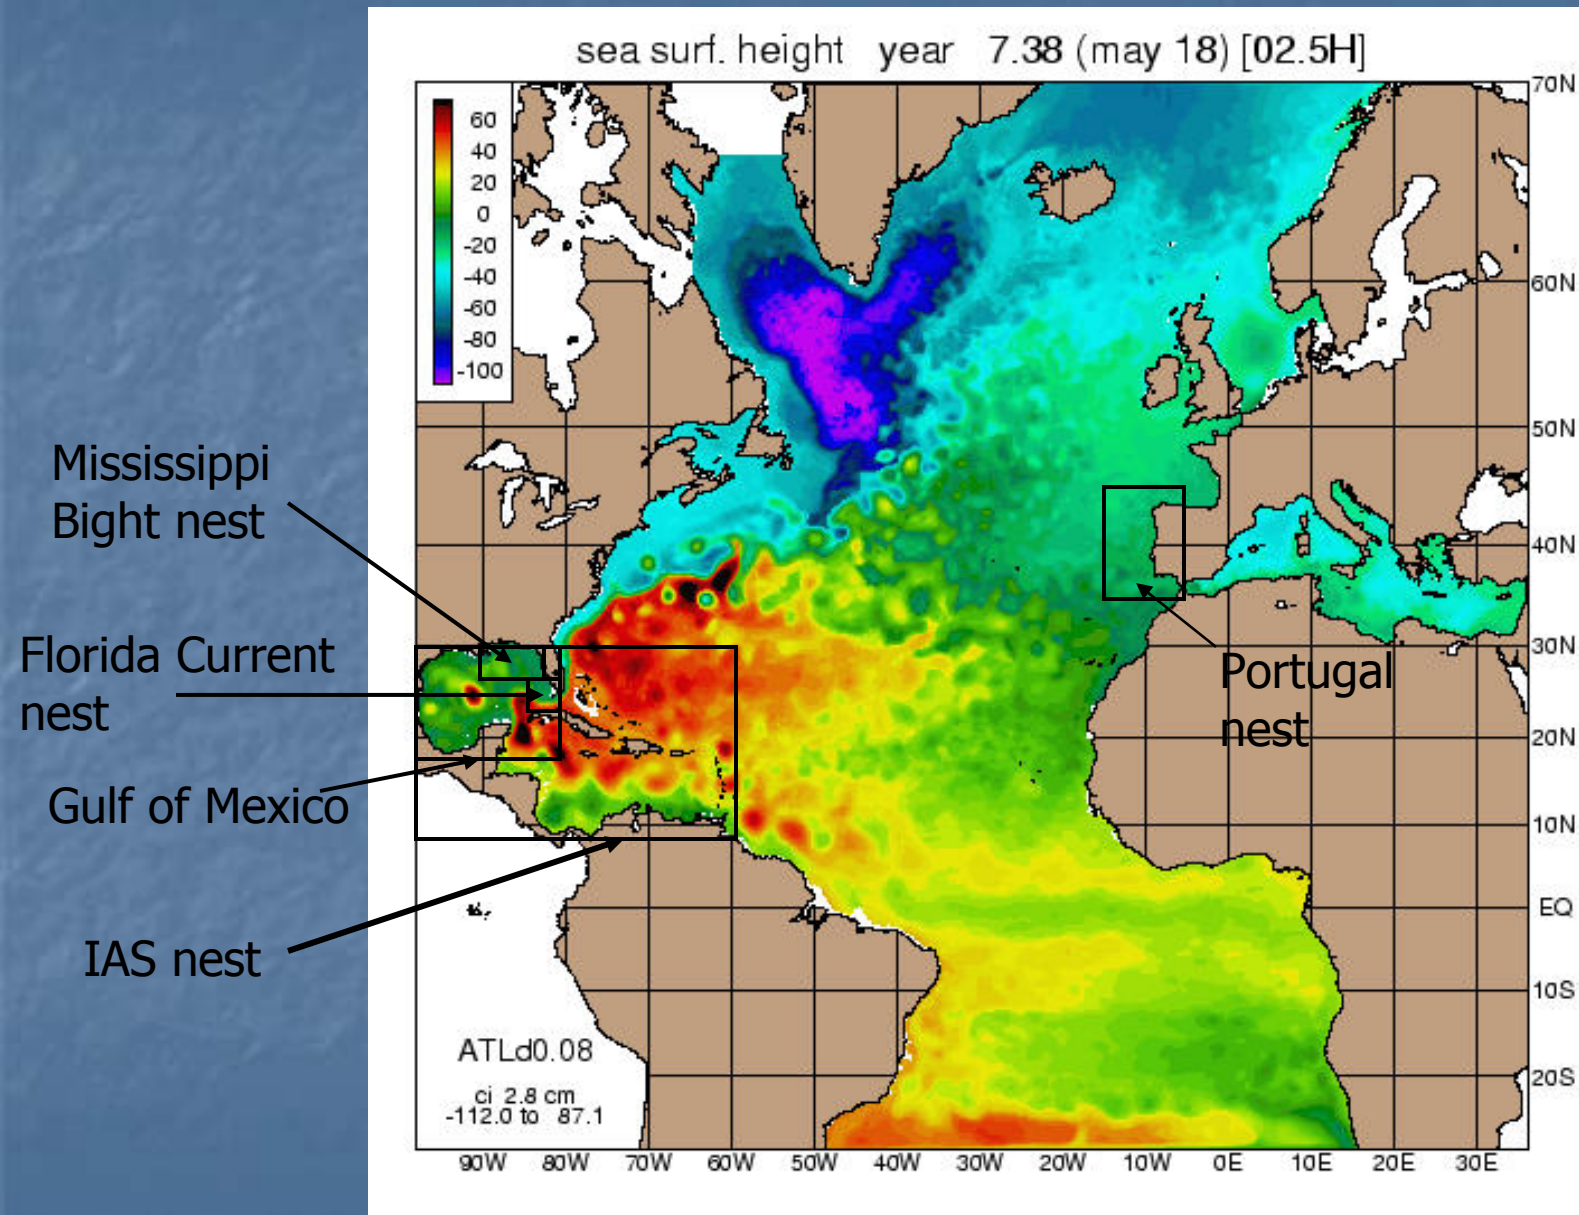 sea surf. height year 7.38 (may 18) [02.5H]
60
40
20
0
-20
-40
-60
-80
-100
70N
60N
50N
40N
30N
20N
10N
EQ
10S
20S
Mississippi
Bight nest
Florida Current
nest
Gulf of Mexico
IAS nest
Portugal
nest
ATLd0.08
ci 2.8 cm
-112.0 to 87.1
90W 80W 70W 60W 50W 40W 30W 20W 10W 0E 10E 20E 30E